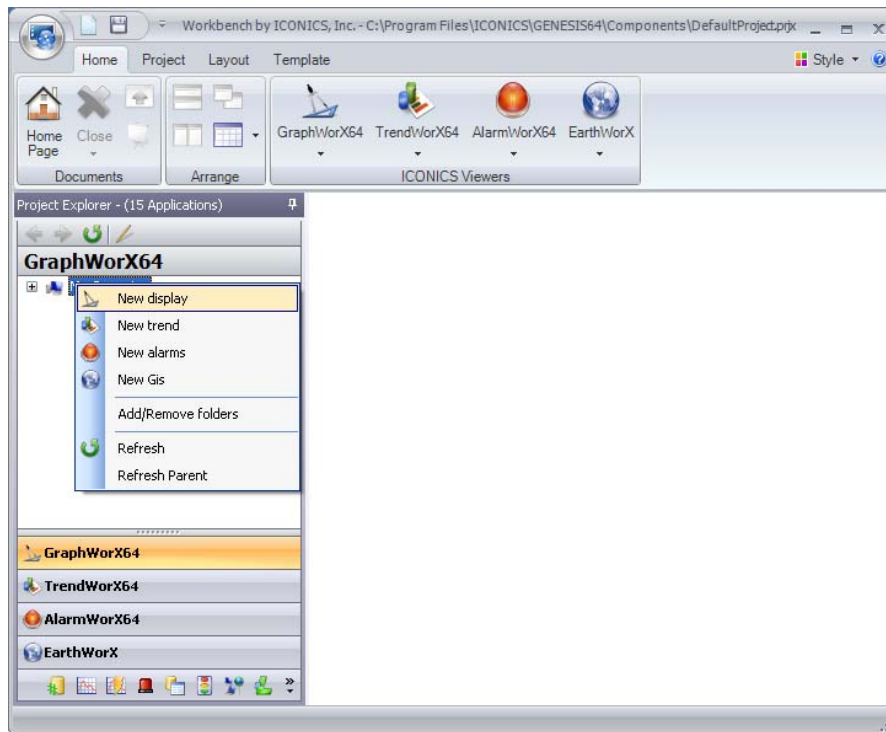 Workbench by ICONICS, Inc. - C:\Program Files\ICONICS\GENESIS64\Components\DefaultProject.prjx
Home Project Layout Template
Style
Home Page
Close
GraphWorX64 TrendWorX64 AlarmWorX64 EarthWorX
Documents Arrange ICONICS Viewers
Project Explorer - (15 Applications)
GraphWorX64
New display
New trend
New alarms
New Gis
Add/Remove folders
Refresh
Refresh Parent
GraphWorX64
TrendWorX64
AlarmWorX64
EarthWorX